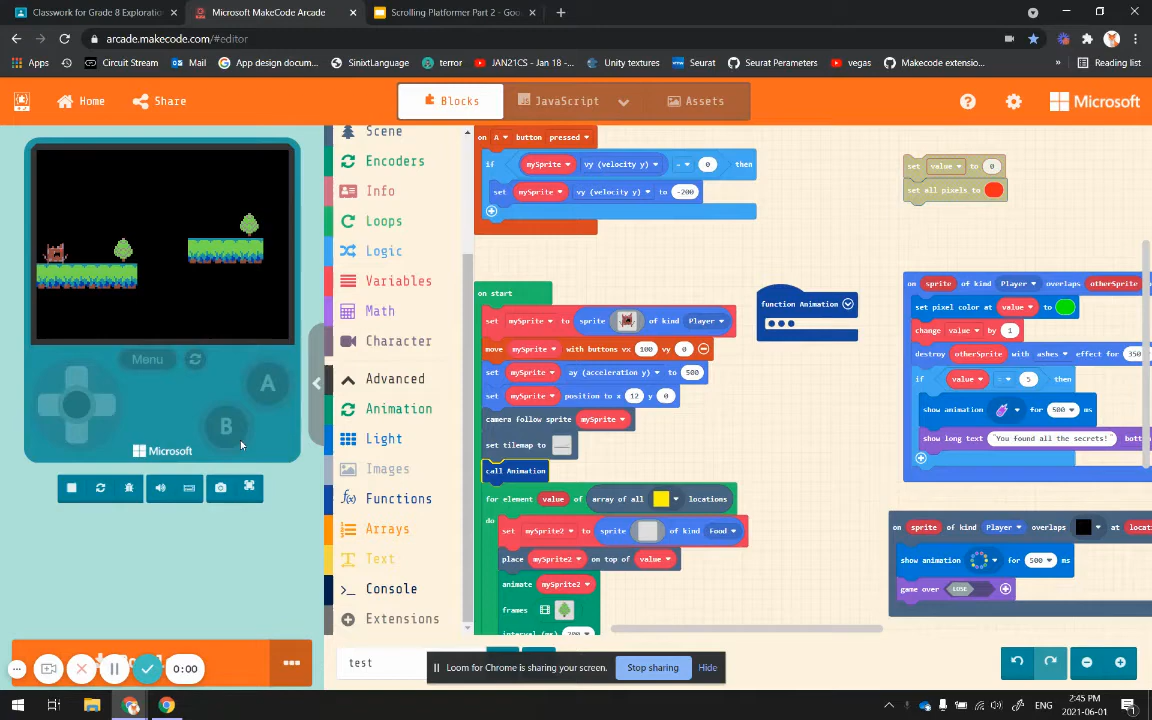 Classwork for Grade 8 Exploration
Microsoft MakeCode Arcade
Scrolling Platformer Part 2 - Goo
arcade.makecode.com/#editor
Apps
Circuit Stream
Mail
App design docum...
SinixtLanguage
terror
JAN21CS - Jan 18 -...
Unity textures
Seurat
Seurat Perameters
vegas
Makecode extensio...
»
Reading list
Home
Share
Blocks
JavaScript
Assets
Microsoft
Menu
A
B
Microsoft
Scene
Encoders
Info
Loops
Logic
Variables
Math
Character
Advanced
Animation
Light
Images
Functions
Arrays
Text
Console
Extensions
on A button pressed
if mySprite vy (velocity y) = 0 then
set mySprite vy (velocity y) to -200
on start
set mySprite to sprite of kind Player
move mySprite with buttons vx 100 vy 0
set mySprite ay (acceleration y) to 500
set mySprite position to x 12 y 0
camera follow sprite mySprite
set tilemap to
call Animation
for element value of array of all locations
do
set mySprite2 to sprite of kind Food
place mySprite2 on top of value
animate mySprite2
frames
interval (ms) 200
function Animation
set value to 0
set all pixels to
on sprite of kind Player overlaps otherSprite
set pixel color at value to
change value by 1
destroy otherSprite with ashes effect for 350
if value = 5 then
show animation for 500 ms
show long text "You found all the secrets!" bott
on sprite of kind Player overlaps at locati
show animation for 500 ms
game over LOSE
0:00
test
Loom for Chrome is sharing your screen.
Stop sharing
Hide
ENG
2:45 PM
2021-06-01
1